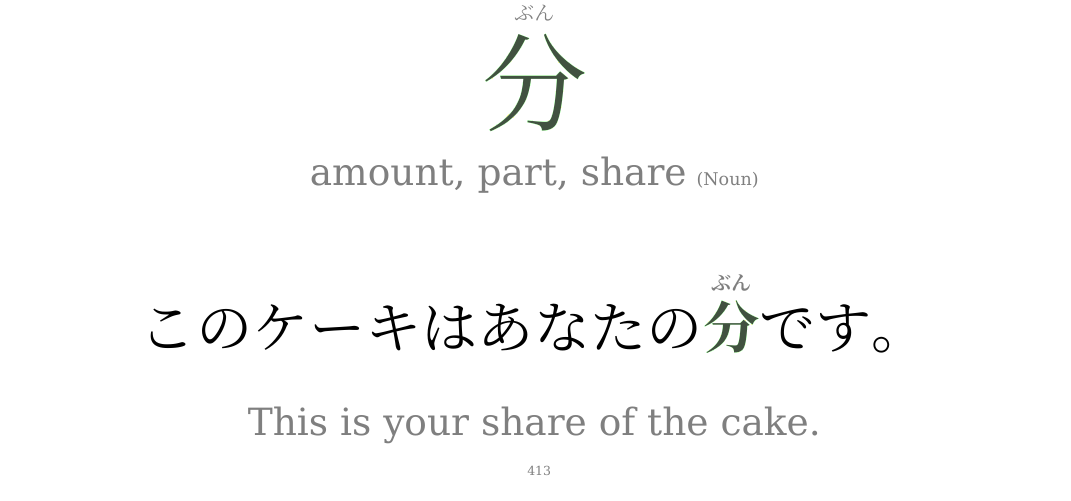 ぶん
分
amount, part, share (Noun)
ぶん
このケーキはあなたの分です。
This is your share of the cake.
413